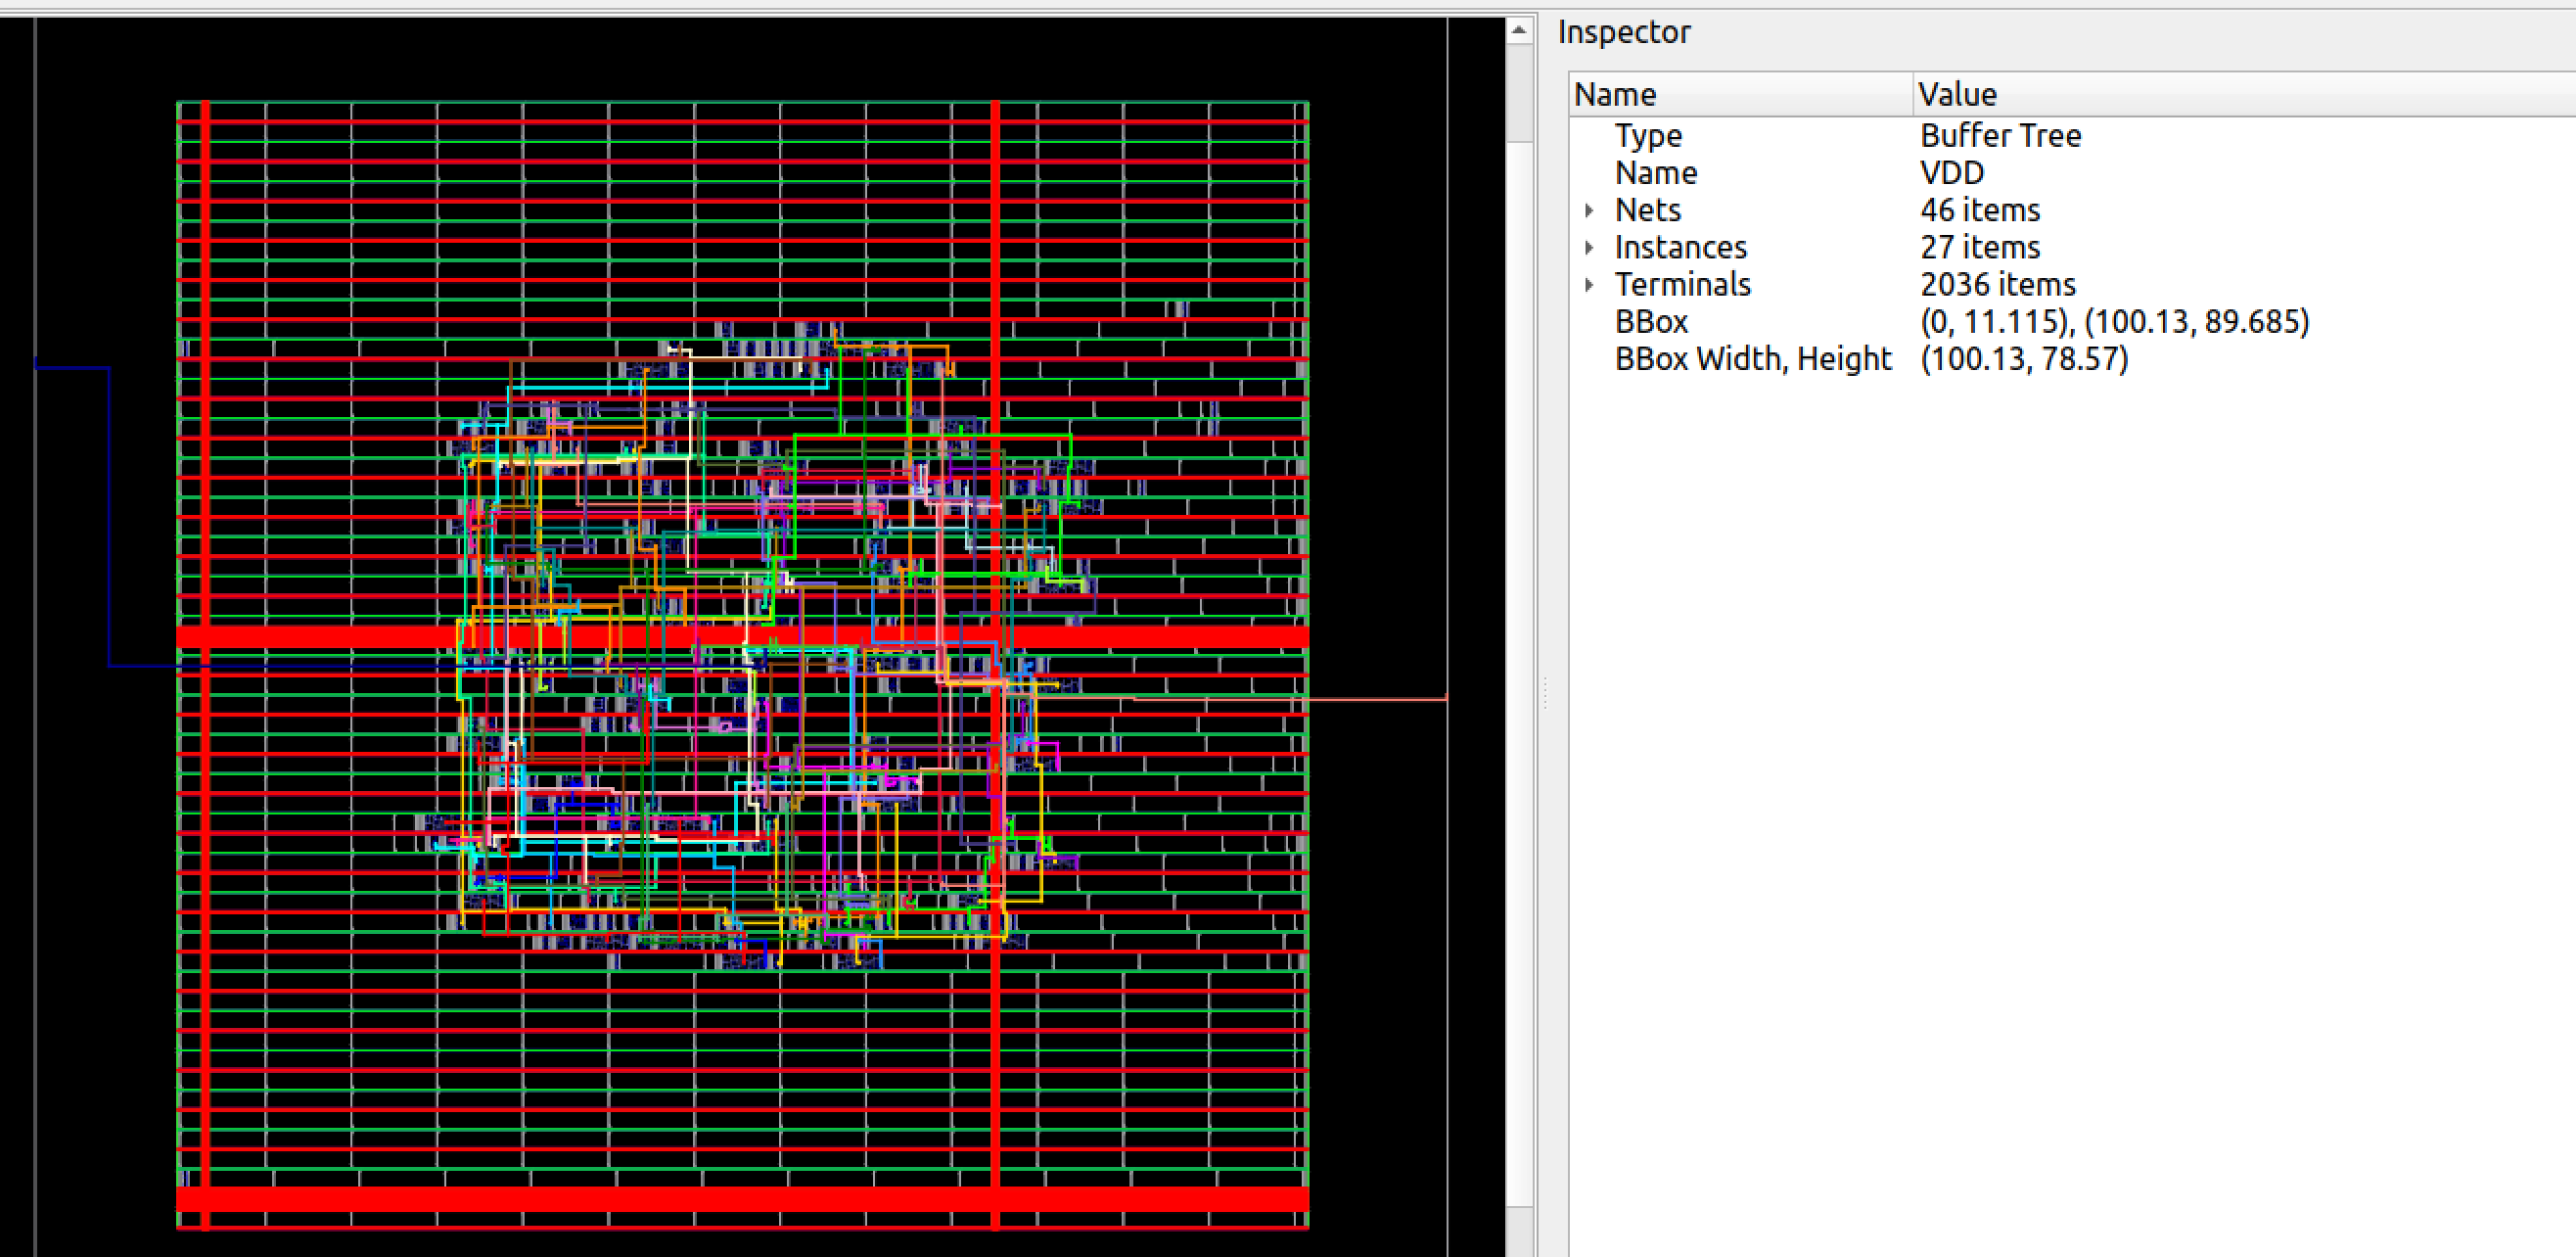 Inspector
Name Value
Type Buffer Tree
Name VDD
Nets 46 items
Instances 27 items
Terminals 2036 items
BBox (0, 11.115), (100.13, 89.685)
BBox Width, Height (100.13, 78.57)